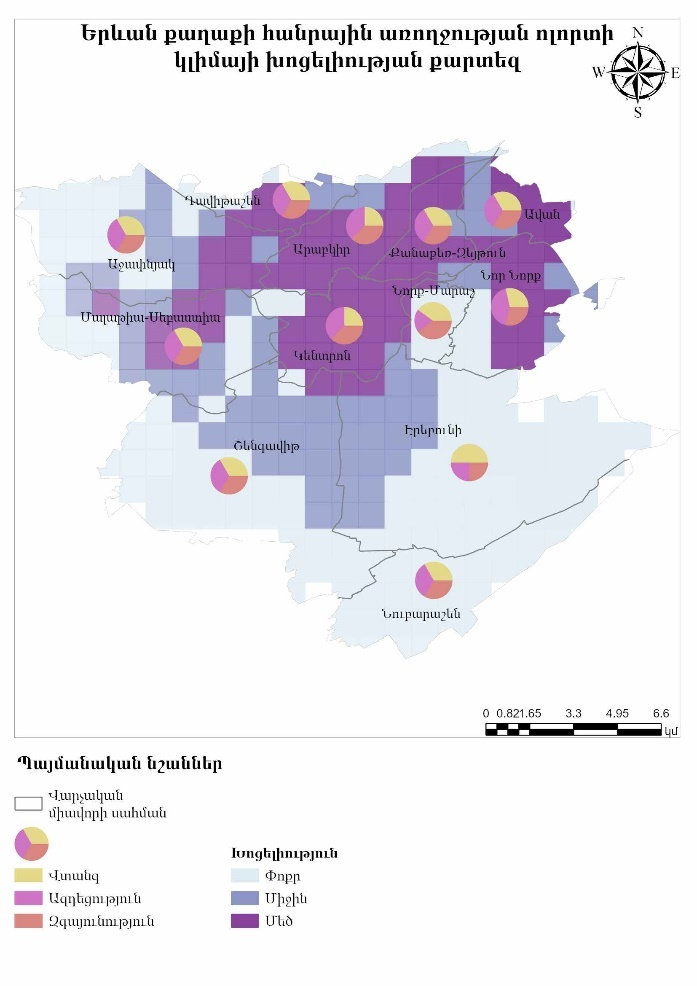 Երևան քաղաքի հանրային առողջության ոլորտի
կլիմայի խոցելիության քարտեզ
N
W E
S
Դավիթաշեն
Ավան
Արաբկիր
Քանաքեռ-Զեյթուն
Աջափնյակ
Նոր Նորք
Նորք-Մարաշ
Մալաթիա-Սեբաստիա
Կենտրոն
Էրեբունի
Շենգավիթ
Նուբարաշեն
0 0.821.65 3.3 4.95 6.6
կմ
Պայմանական նշաններ
Վարչական
միավորի սահման
Խոցելիություն
Վտանգ
Փոքր
Ազդեցություն
Միջին
Զգայունություն
Մեծ